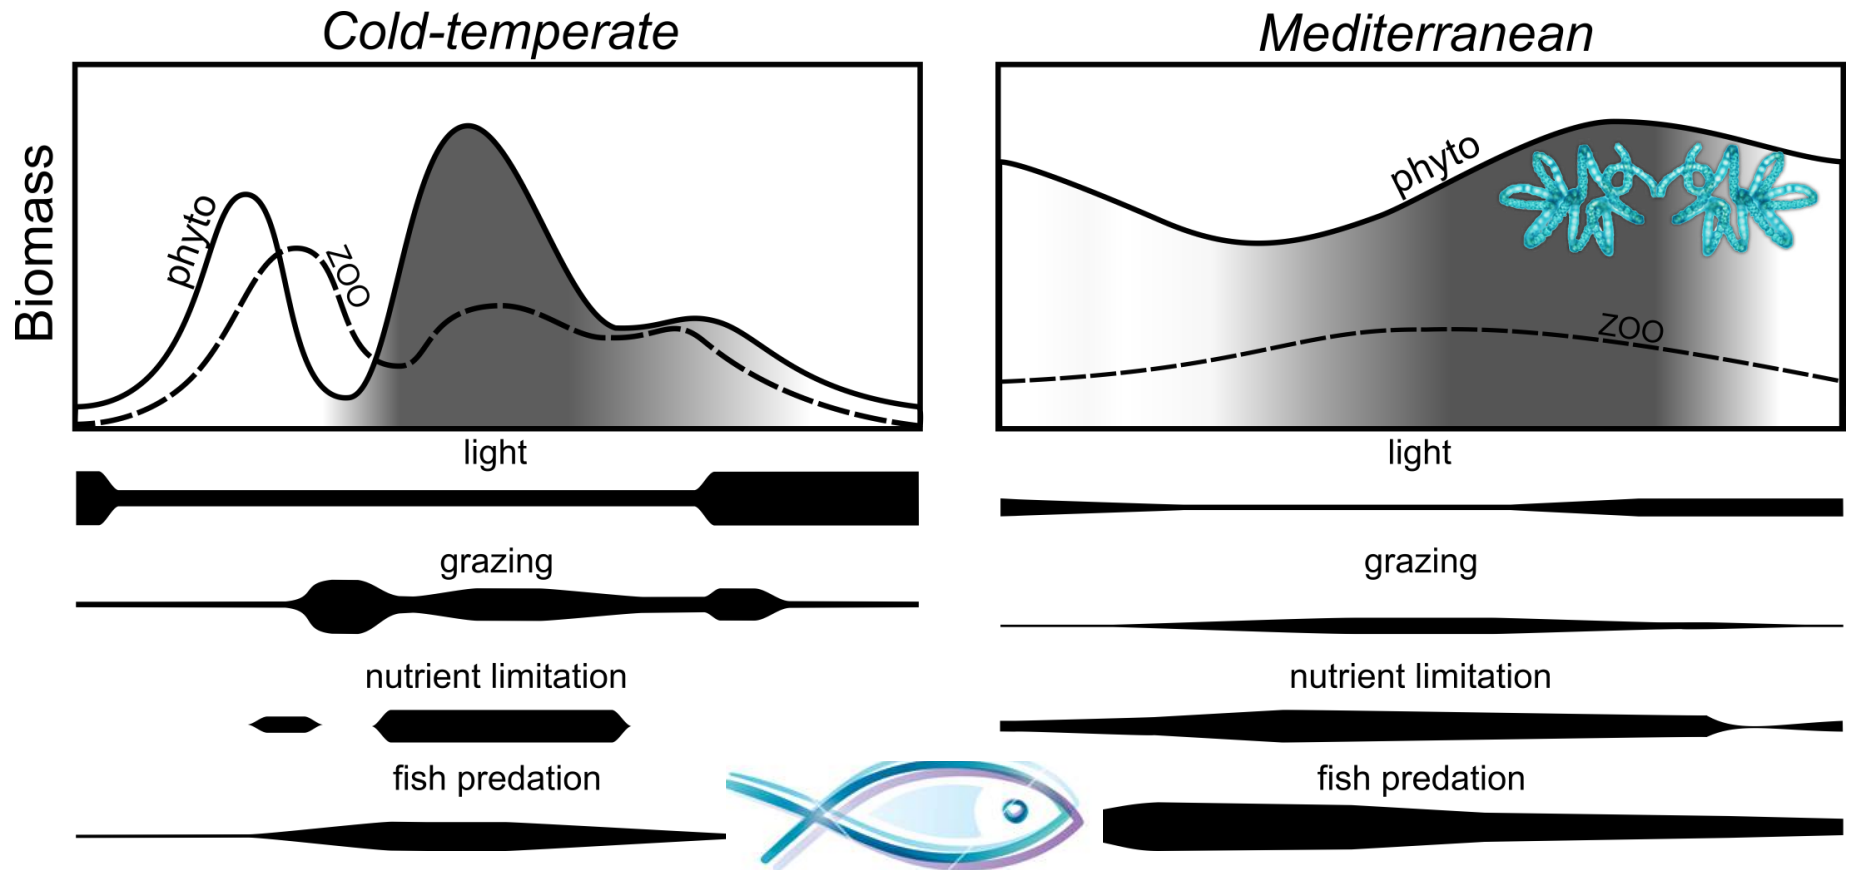 Cold-temperate
Mediterranean
Biomass
phyto
zoo
phyto
zoo
light
light
grazing
grazing
nutrient limitation
nutrient limitation
fish predation
fish predation